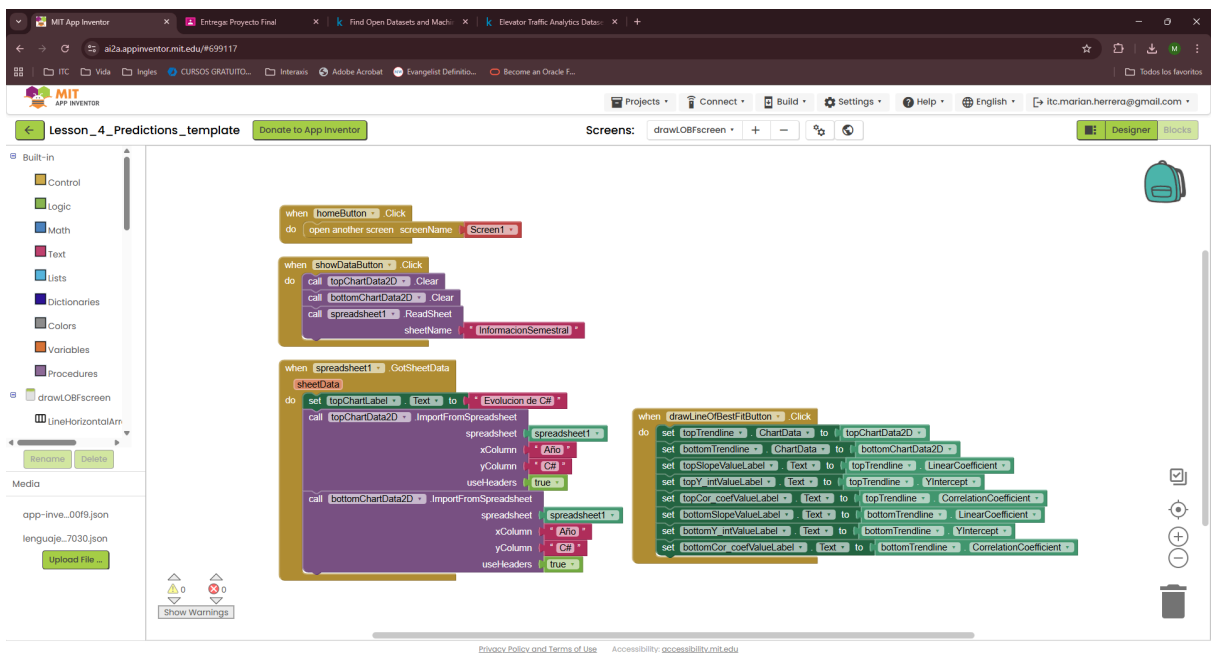 MIT App Inventor
Entrega: Proyecto Final
Find Open Datasets and Machin
Elevator Traffic Analytics Datase
ai2a.appinventor.mit.edu/#699117
M
ITC
Vida
Ingles
CURSOS GRATUITO...
Interaxis
Adobe Acrobat
Evangelist Definitio...
Become an Oracle F...
Todos los favoritos
MIT
APP INVENTOR
Projects
Connect
Build
Settings
Help
English
itc.marian.herrera@gmail.com
Lesson_4_Predictions_template
Donate to App Inventor
Screens:
drawLOBFscreen
Designer
Blocks
Built-in
Control
Logic
Math
Text
Lists
Dictionaries
Colors
Variables
Procedures
drawLOBFscreen
LineHorizontalArr
Rename
Delete
Media
app-inve...00f9.json
lenguaje...7030.json
Upload File ...
when homeButton .Click
do open another screen screenName Screen1
when showDataButton .Click
do call topChartData2D .Clear
call bottomChartData2D .Clear
call spreadsheet1 .ReadSheet
sheetName " InformacionSemestral "
when spreadsheet1 .GotSheetData
sheetData
do set topChartLabel . Text to " Evolucion de C# "
call topChartData2D .ImportFromSpreadsheet
spreadsheet spreadsheet1
xColumn " Año "
yColumn " C# "
useHeaders true
call bottomChartData2D .ImportFromSpreadsheet
spreadsheet spreadsheet1
xColumn " Año "
yColumn " C# "
useHeaders true
when drawLineOfBestFitButton .Click
do set topTrendline . ChartData to topChartData2D
set bottomTrendline . ChartData to bottomChartData2D
set topSlopeValueLabel . Text to topTrendline . LinearCoefficient
set topY_intValueLabel . Text to topTrendline . YIntercept
set topCor_coefValueLabel . Text to topTrendline . CorrelationCoefficient
set bottomSlopeValueLabel . Text to bottomTrendline . LinearCoefficient
set bottomY_intValueLabel . Text to bottomTrendline . YIntercept
set bottomCor_coefValueLabel . Text to bottomTrendline . CorrelationCoefficient
0
0
Show Warnings
Privacy Policy and Terms of Use
Accessibility: accessibility.mit.edu